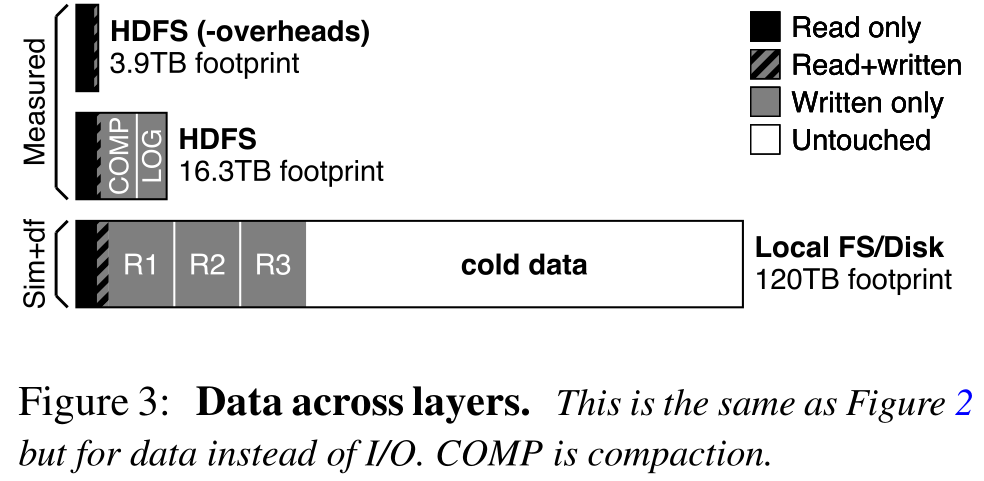 Measured
HDFS (-overheads)
3.9TB footprint
COMP
LOG
HDFS
16.3TB footprint
Sim+df
R1
R2
R3
cold data
Local FS/Disk
120TB footprint
Read only
Read+written
Written only
Untouched
Figure 3: Data across layers. This is the same as Figure 2
but for data instead of I/O. COMP is compaction.